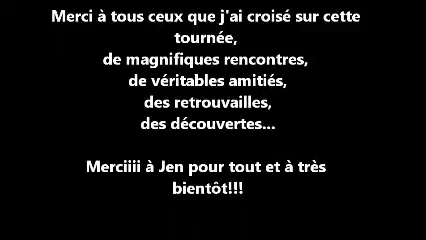 Merci à tous ceux que j'ai croisé sur cette
tournée,
de magnifiques rencontres,
de véritables amitiés,
des retrouvailles,
des découvertes...
Merciiii à Jen pour tout et à très
bientôt!!!